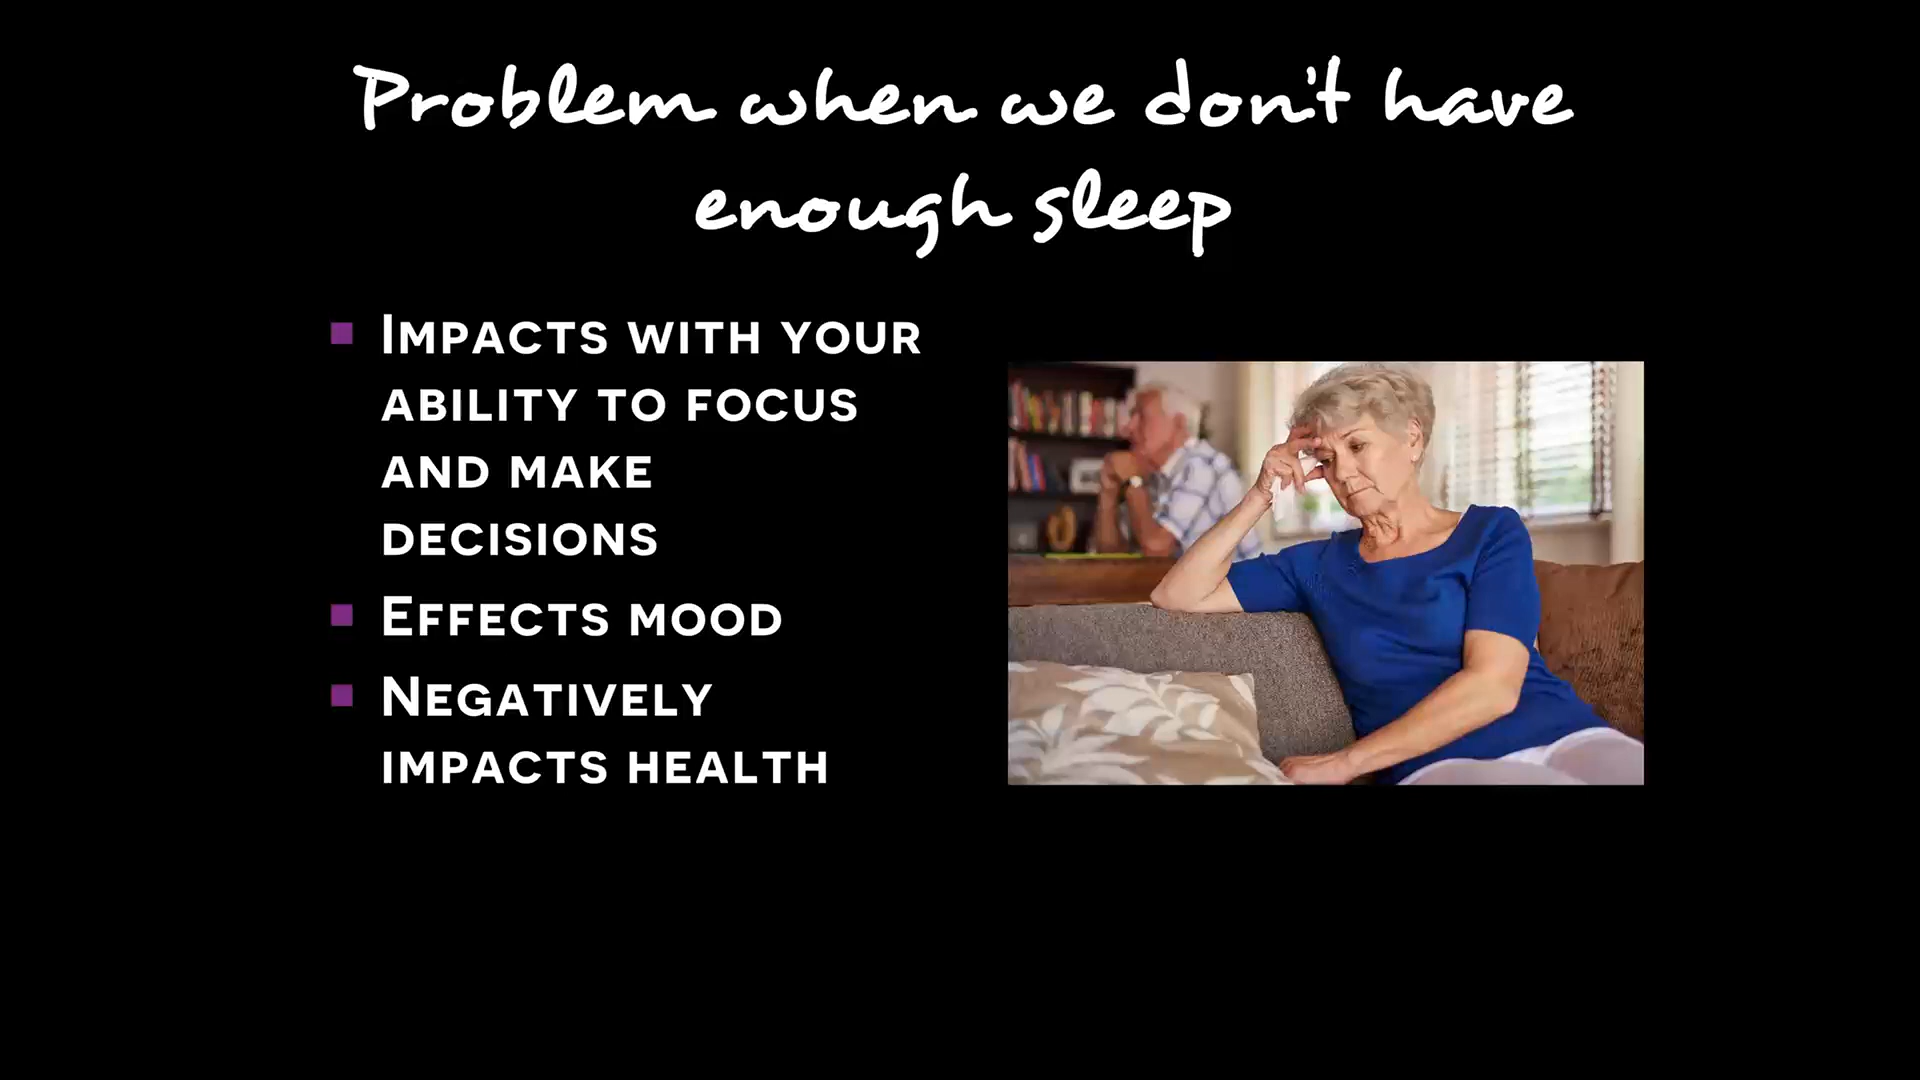 Problem when we don't have
enough sleep
Impacts with your
ability to focus
and make
decisions
Effects mood
Negatively
impacts health